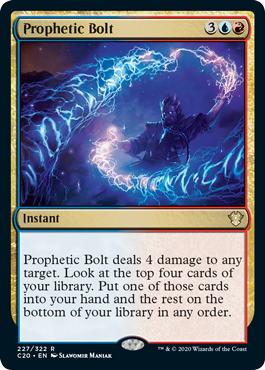 Prophetic Bolt 3
Instant
Prophetic Bolt deals 4 damage to any
target. Look at the top four cards of
your library. Put one of those cards
into your hand and the rest on the
bottom of your library in any order.
227/322 R
C20 • EN Slawomir Maniak
™ & © 2020 Wizards of the Coast